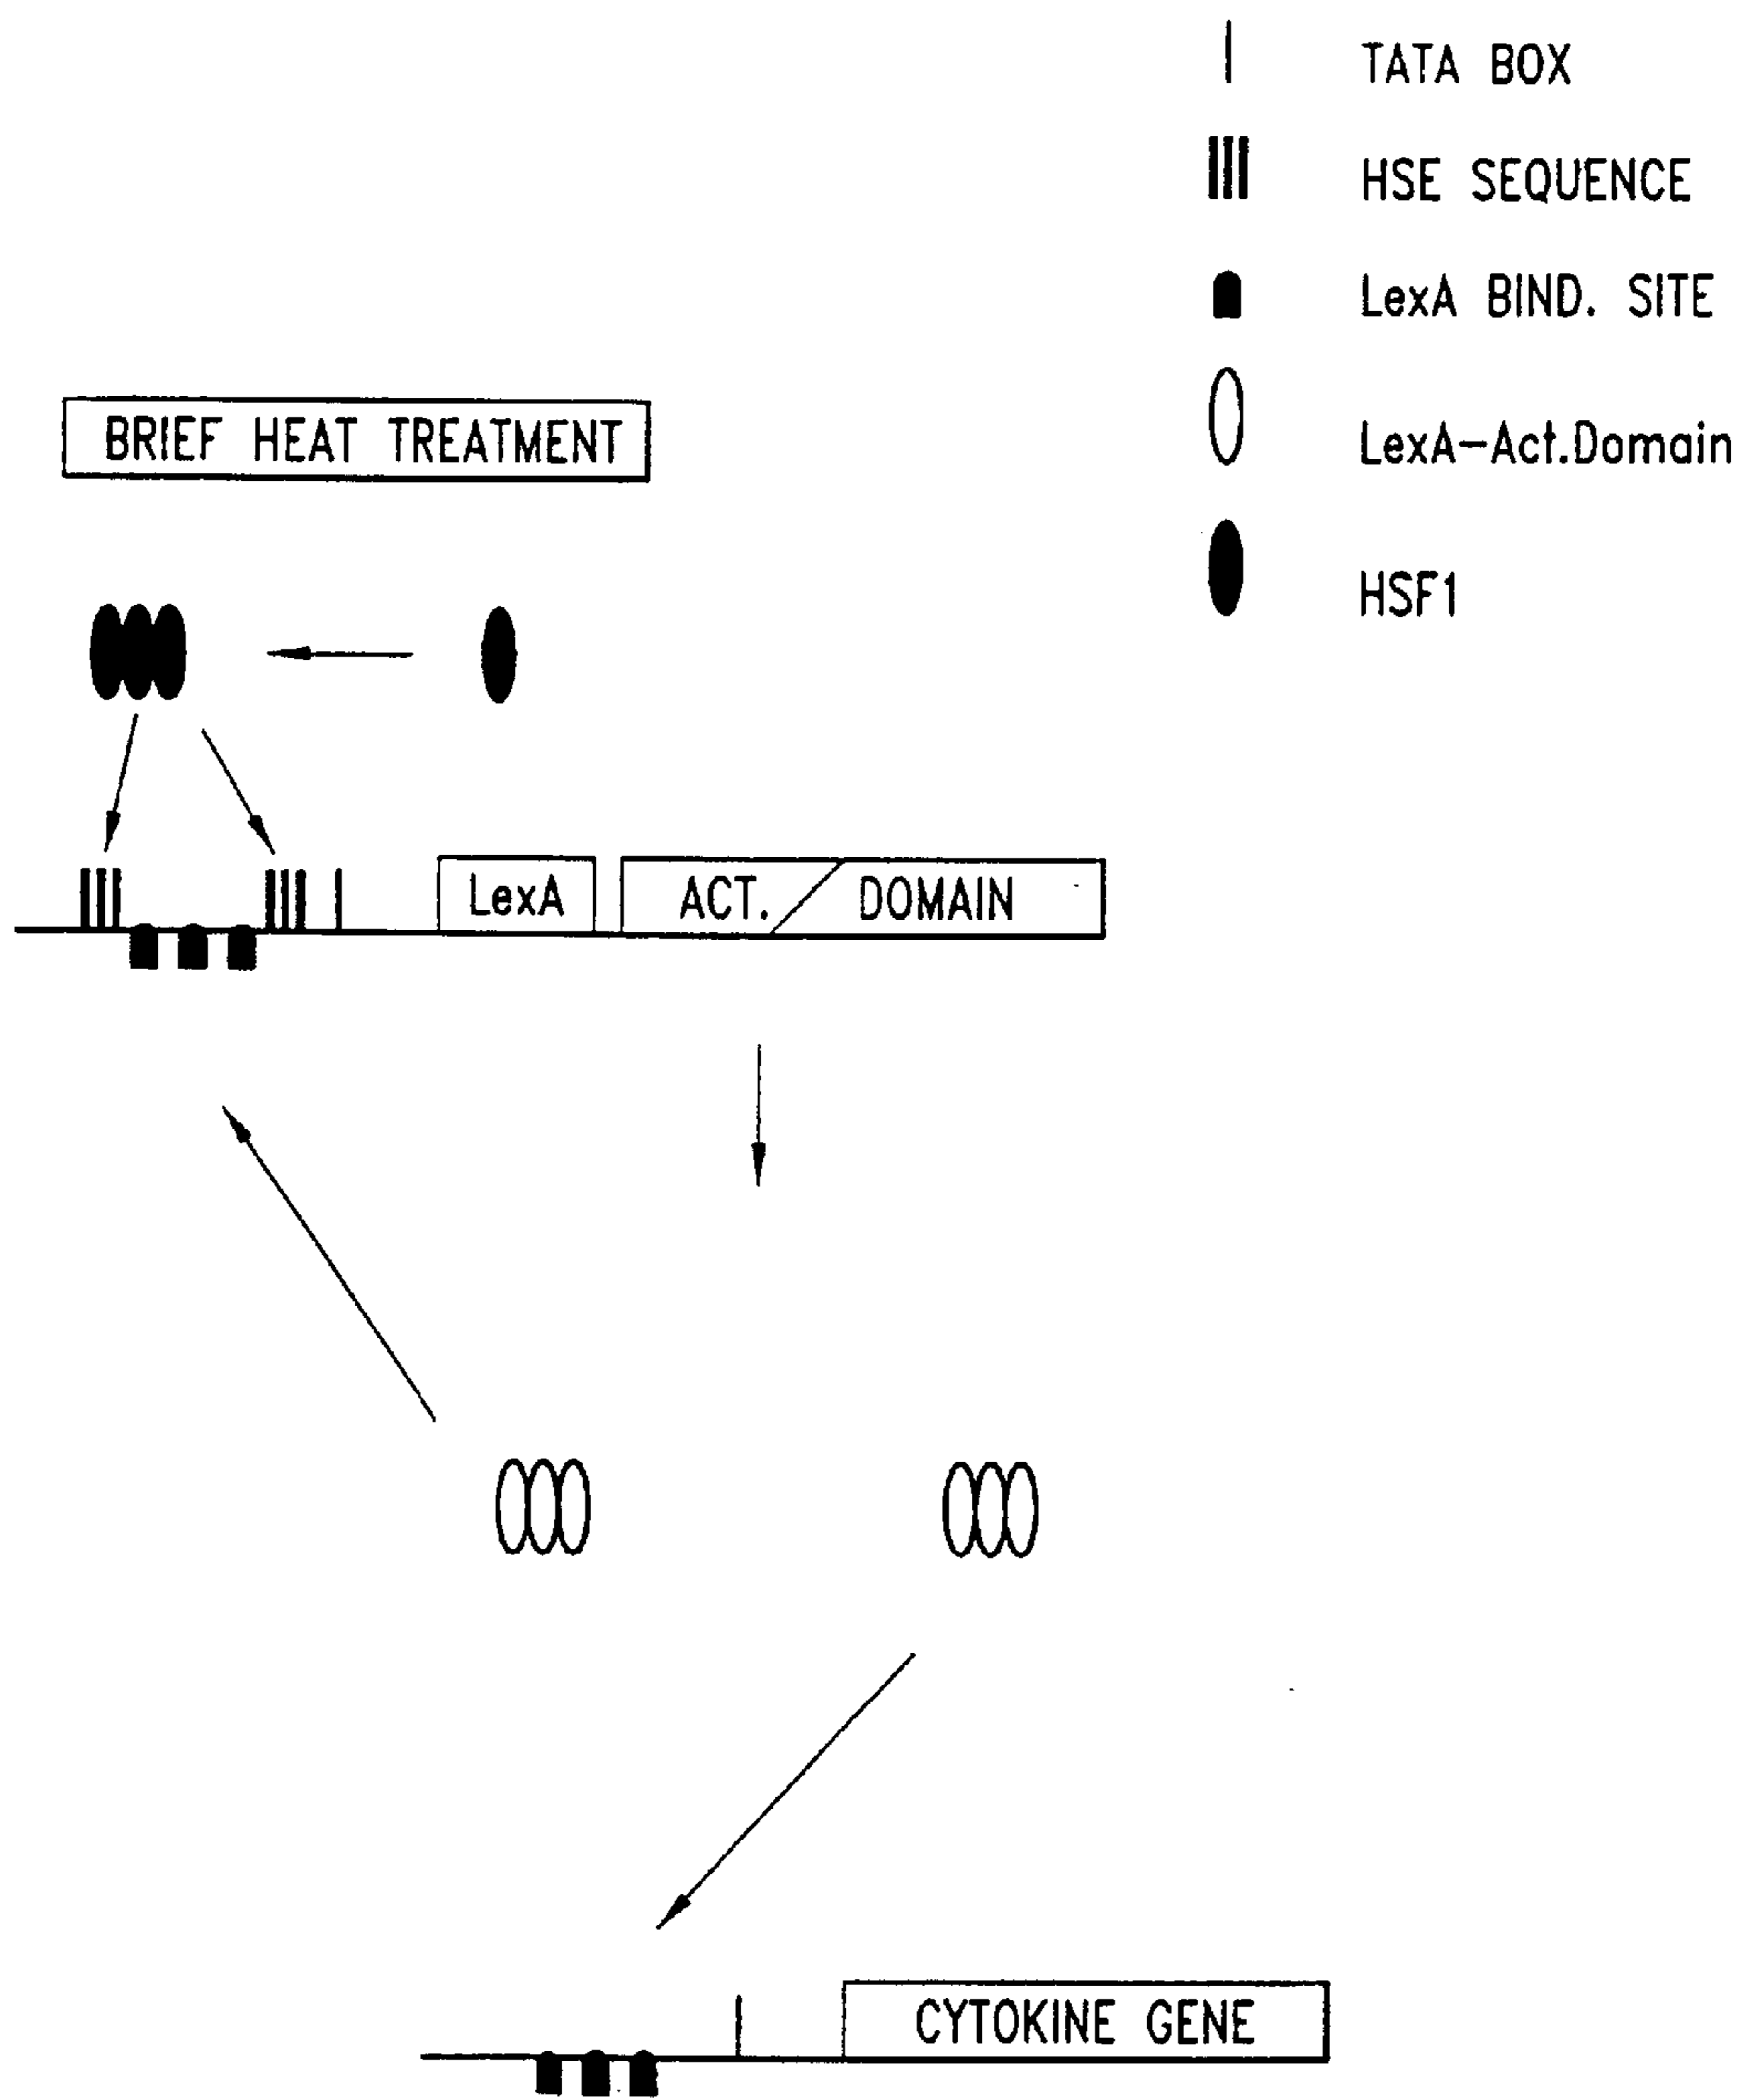 TATA BOX
HSE SEQUENCE
LexA BIND. SITE
LexA-Act.Domain
HSF1
BRIEF HEAT TREATMENT
LexA ACT. DOMAIN
CYTOKINE GENE